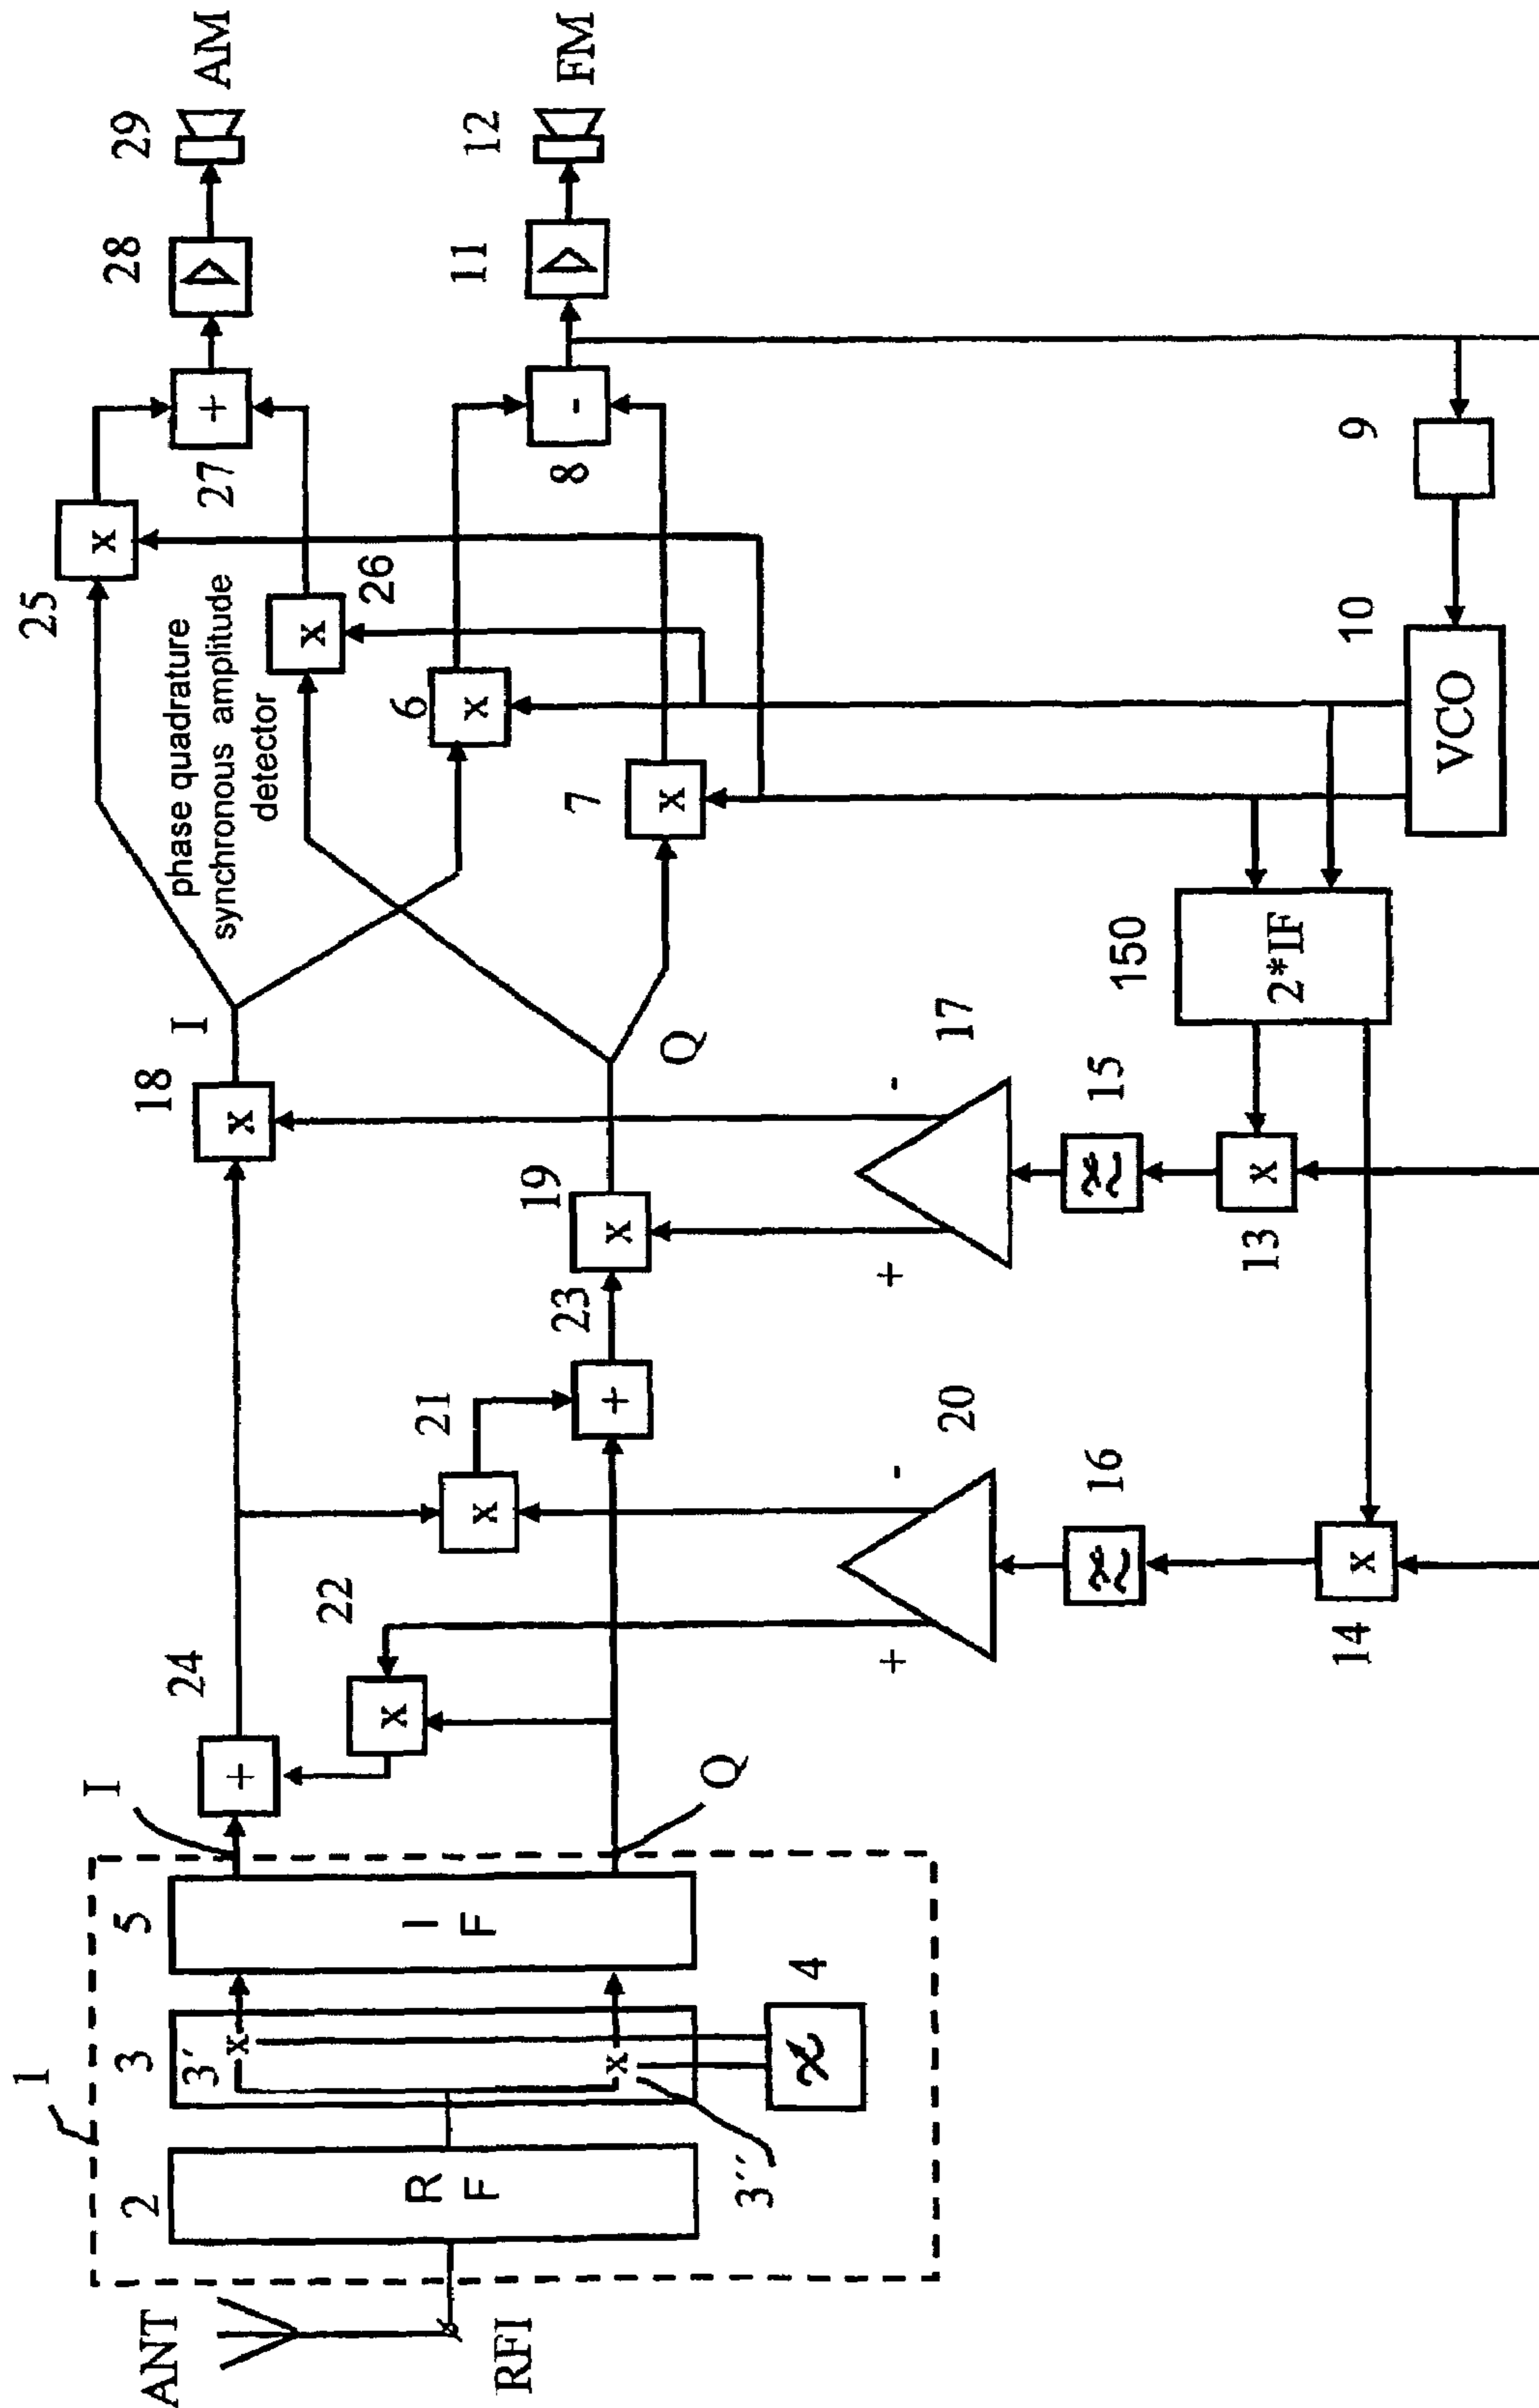 ANT
RFI
1
2
R
F
3
3′
x
x
3′′
4
5
I
F
I
Q
24
+
22
x
21
x
23
+
20
+
-
16
14
x
18
x
19
x
I
Q
17
+
-
15
13
x
150
2*IF
phase quadrature
synchronous amplitude
detector
25
x
26
x
6
x
7
x
27
+
8
-
28
29
AM
11
12
FM
9
10
VCO